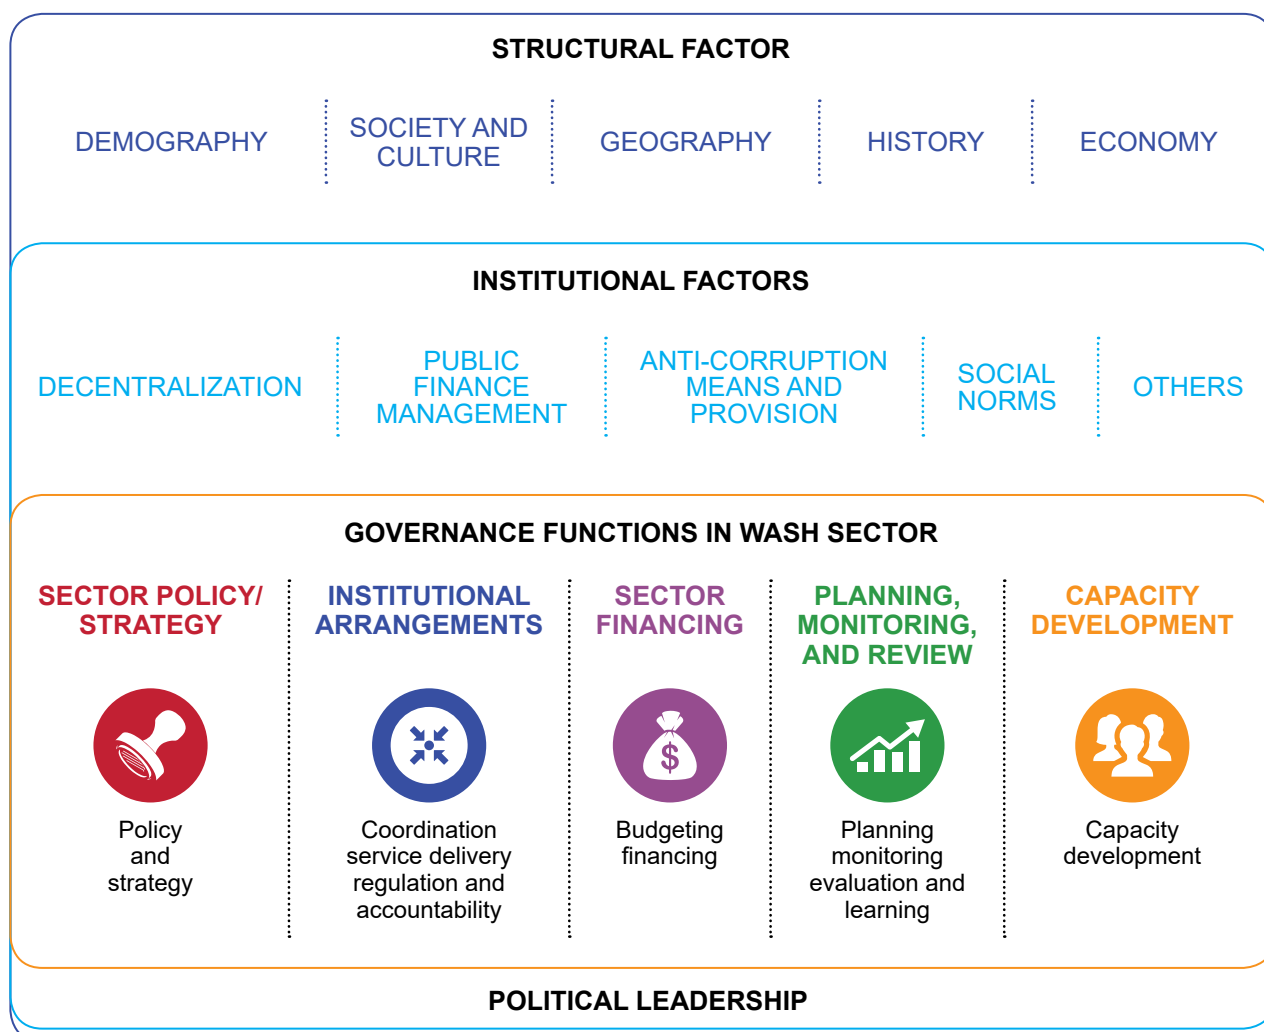 STRUCTURAL FACTOR
DEMOGRAPHY
SOCIETY AND
CULTURE
GEOGRAPHY
HISTORY
ECONOMY
INSTITUTIONAL FACTORS
DECENTRALIZATION
PUBLIC
FINANCE
MANAGEMENT
ANTI-CORRUPTION
MEANS AND
PROVISION
SOCIAL
NORMS
OTHERS
GOVERNANCE FUNCTIONS IN WASH SECTOR
SECTOR POLICY/
STRATEGY
Policy
and
strategy
INSTITUTIONAL
ARRANGEMENTS
Coordination
service delivery
regulation and
accountability
SECTOR
FINANCING
$
Budgeting
financing
PLANNING,
MONITORING,
AND REVIEW
Planning
monitoring
evaluation and
learning
CAPACITY
DEVELOPMENT
Capacity
development
POLITICAL LEADERSHIP